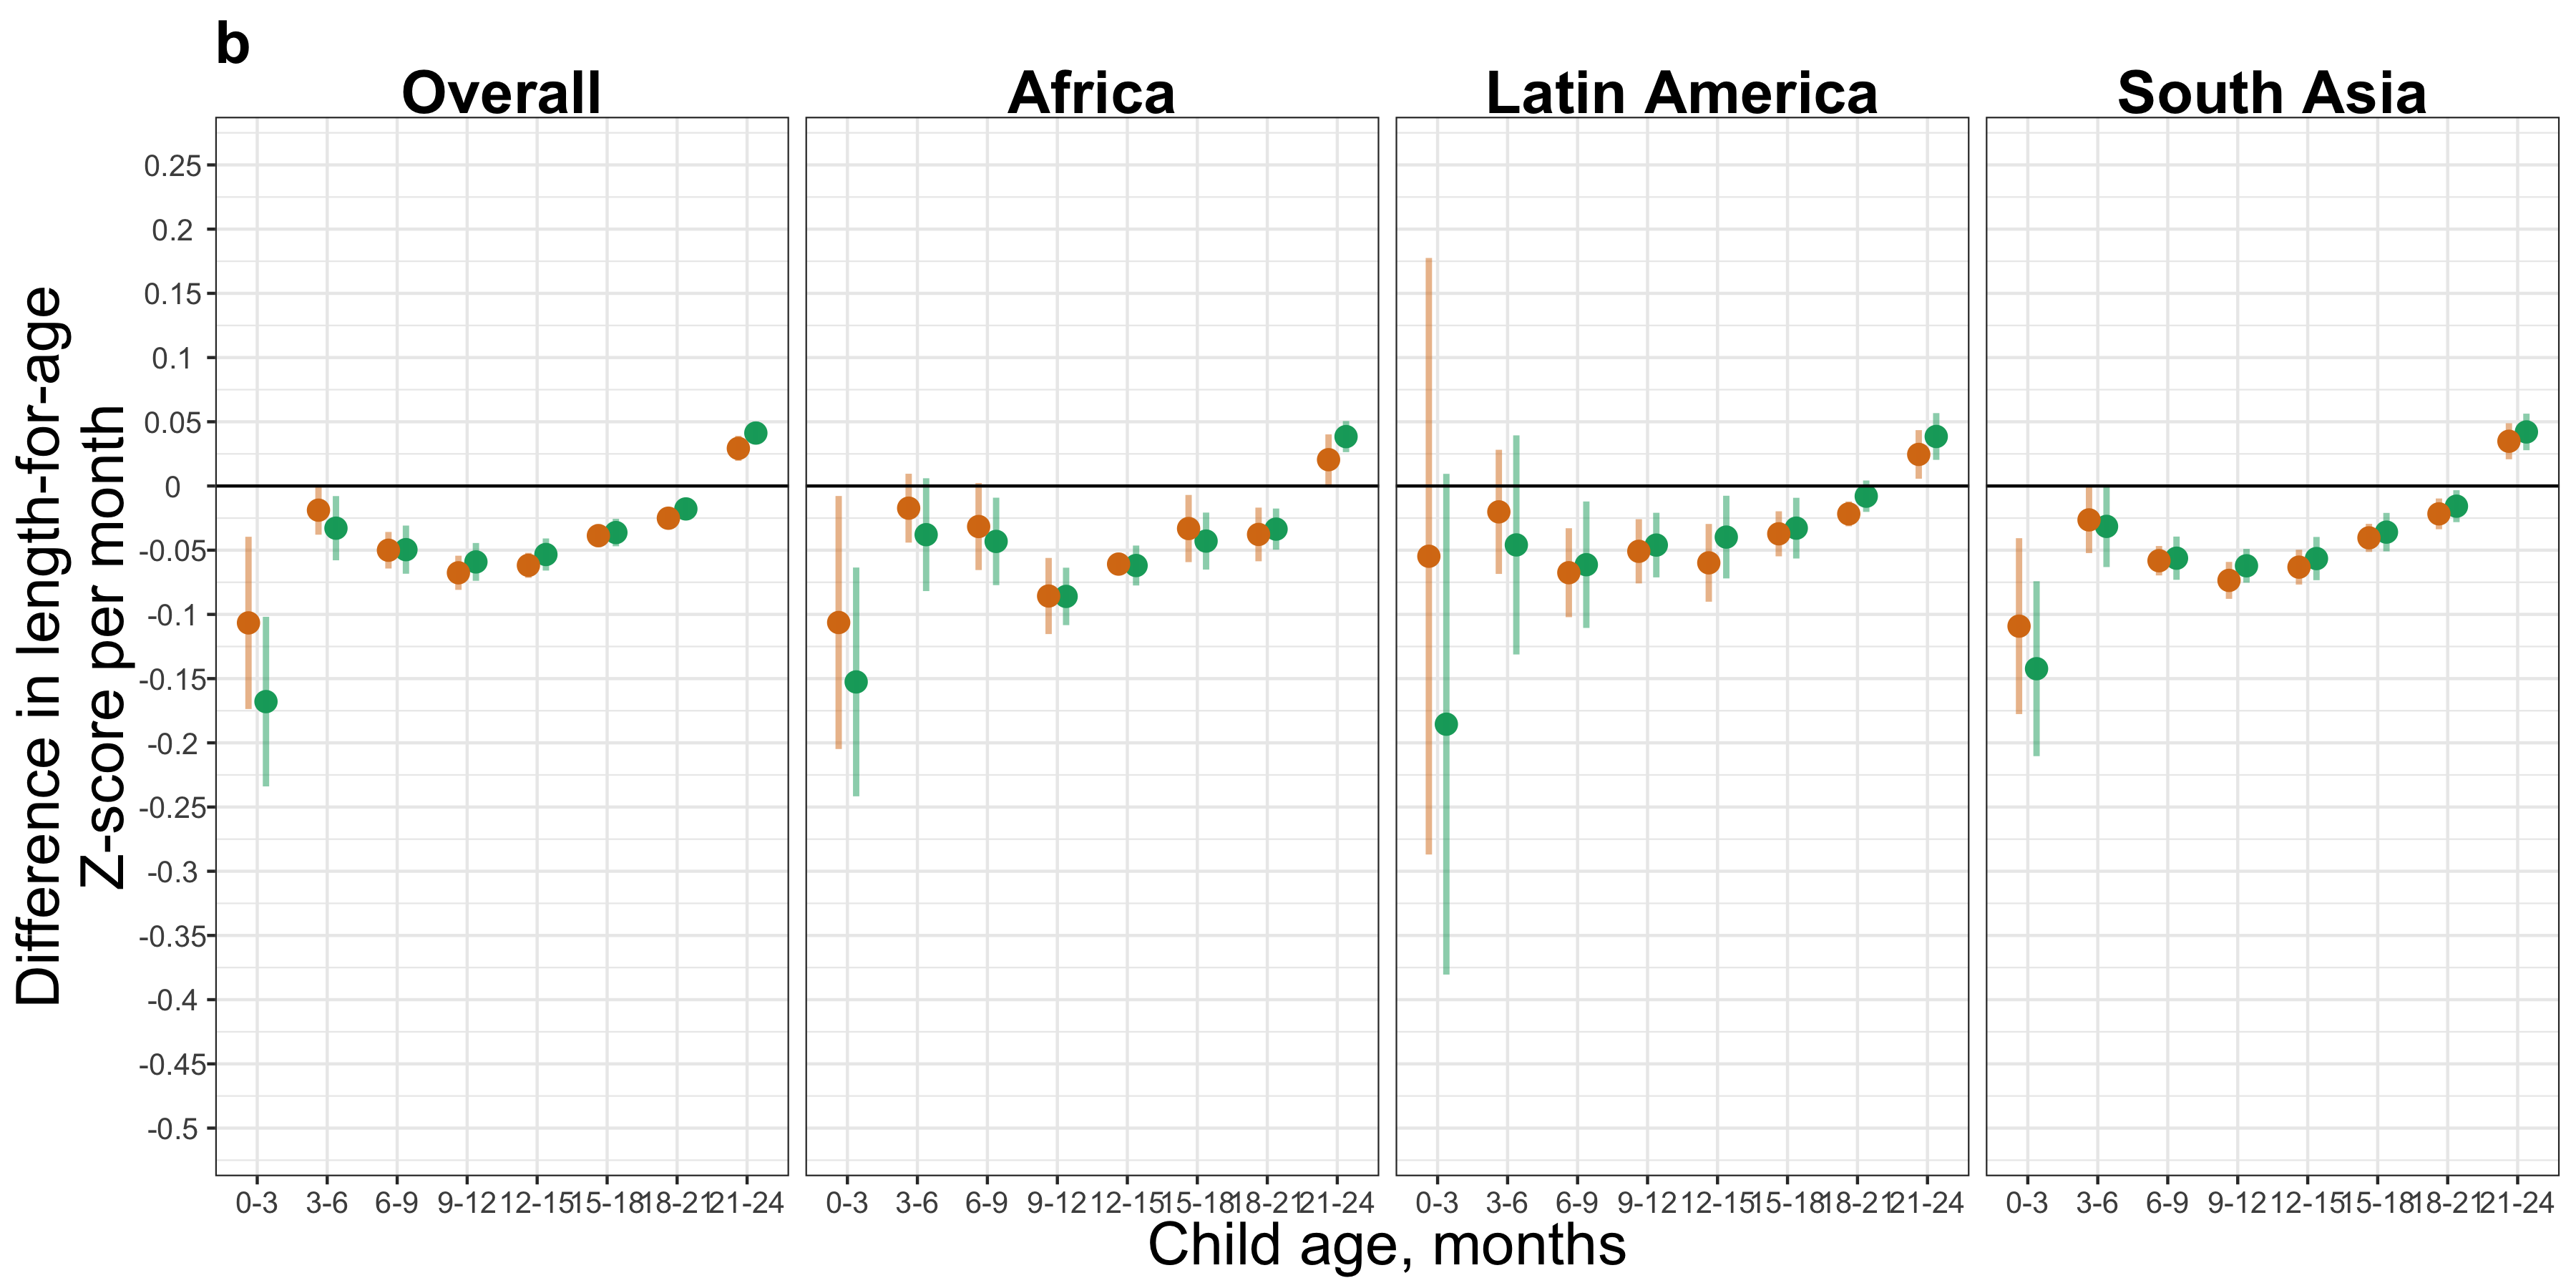 b
Overall Africa Latin America South Asia
Difference in length-for-age
Z-score per month
0.25
0.2
0.15
0.1
0.05
0
-0.05
-0.1
-0.15
-0.2
-0.25
-0.3
-0.35
-0.4
-0.45
-0.5
0-3 3-6 6-9 9-12 12-15 15-18 18-21 21-24 0-3 3-6 6-9 9-12 12-15 15-18 18-21 21-24 0-3 3-6 6-9 9-12 12-15 15-18 18-21 21-24 0-3 3-6 6-9 9-12 12-15 15-18 18-21 21-24
Child age, months